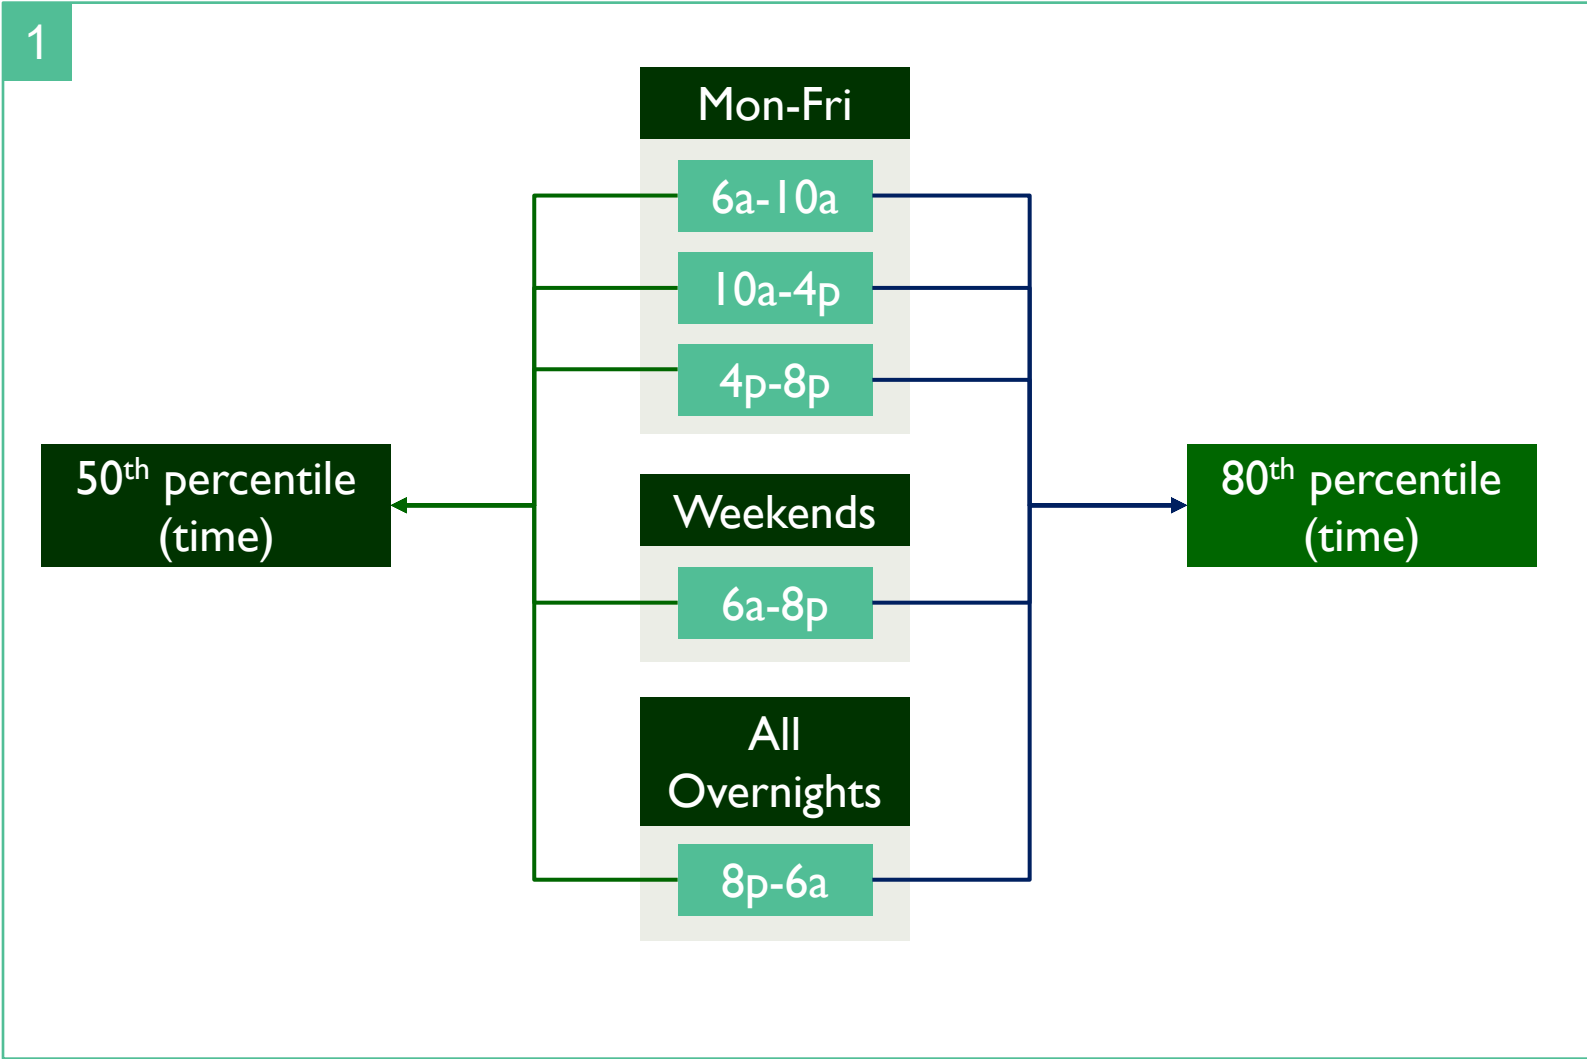 1
Mon-Fri
6a-10a
10a-4p
4p-8p
50th percentile
(time)
Weekends
6a-8p
80th percentile
(time)
All
Overnights
8p-6a